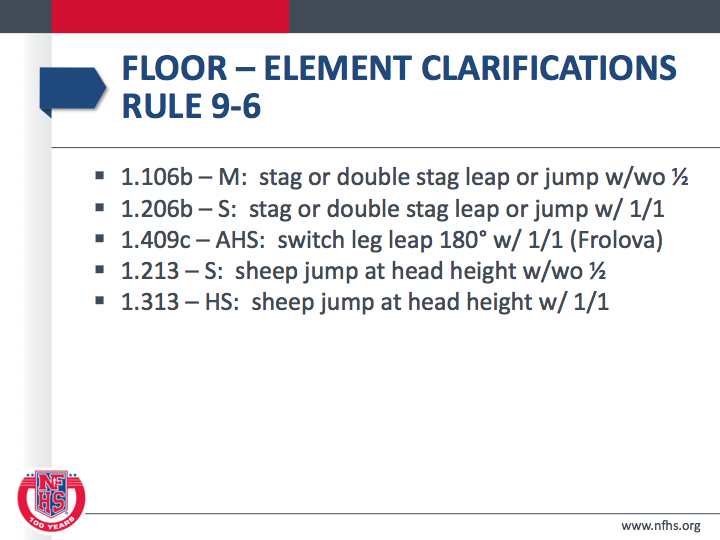 FLOOR – ELEMENT CLARIFICATIONS
RULE 9-6
▪ 1.106b – M:  stag or double stag leap or jump w/wo ½
▪ 1.206b – S:  stag or double stag leap or jump w/ 1/1
▪ 1.409c – AHS:  switch leg leap 180° w/ 1/1 (Frolova)
▪ 1.213 – S:  sheep jump at head height w/wo ½
▪ 1.313 – HS:  sheep jump at head height w/ 1/1
NF
HS
100 YEARS
www.nfhs.org